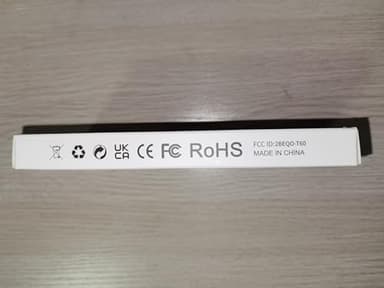 UK CA CE FC RoHS FCC ID:2BEQO-T60
MADE IN CHINA